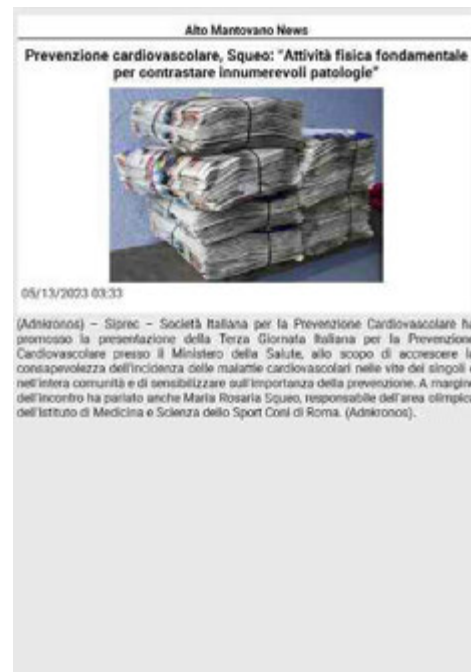 Alto Mantovano News
Prevenzione cardiovascolare, Squeo: "Attività fisica fondamentale
per contrastare innumerevoli patologie"
05/13/2023 03:33
(Adnkronos) – Siprec – Società Italiana per la Prevenzione Cardiovascolare ha
promosso la presentazione della Terza Giornata Italiana per la Prevenzione
Cardiovascolare presso il Ministero della Salute, allo scopo di accrescere la
consapevolezza dell'incidenza delle malattie cardiovascolari nelle vite dei singoli e
nell'intera comunità e di sensibilizzare sull'importanza della prevenzione. A margine
dell'incontro ha parlato anche Maria Rosaria Squeo, responsabile dell'area olimpica
dell'Istituto di Medicina e Scienza dello Sport Coni di Roma. (Adnkronos).